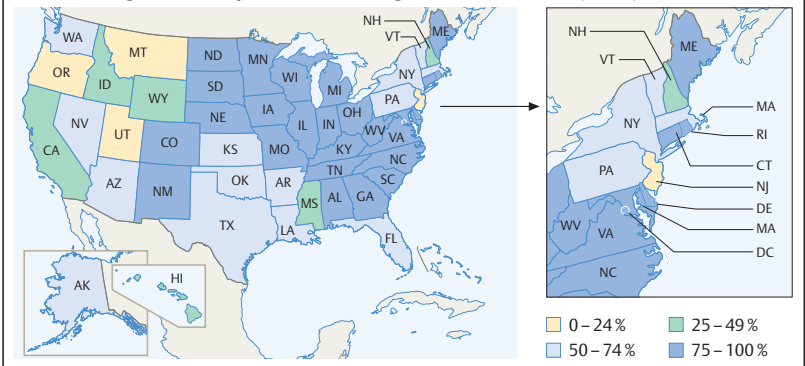 NH
VT
ME
WA
MT
ND
MN
OR
ID
SD
WI
NY
MI
WY
IA
PA
NV
NE
IL
IN
OH
UT
CO
WV
VA
CA
KS
MO
KY
NC
AZ
NM
OK
AR
TN
SC
MS
AL
GA
TX
LA
FL
AK
HI
NH
ME
VT
MA
NY
RI
CT
PA
NJ
DE
WV
VA
MA
DC
NC
0–24%
25–49%
50–74%
75–100%